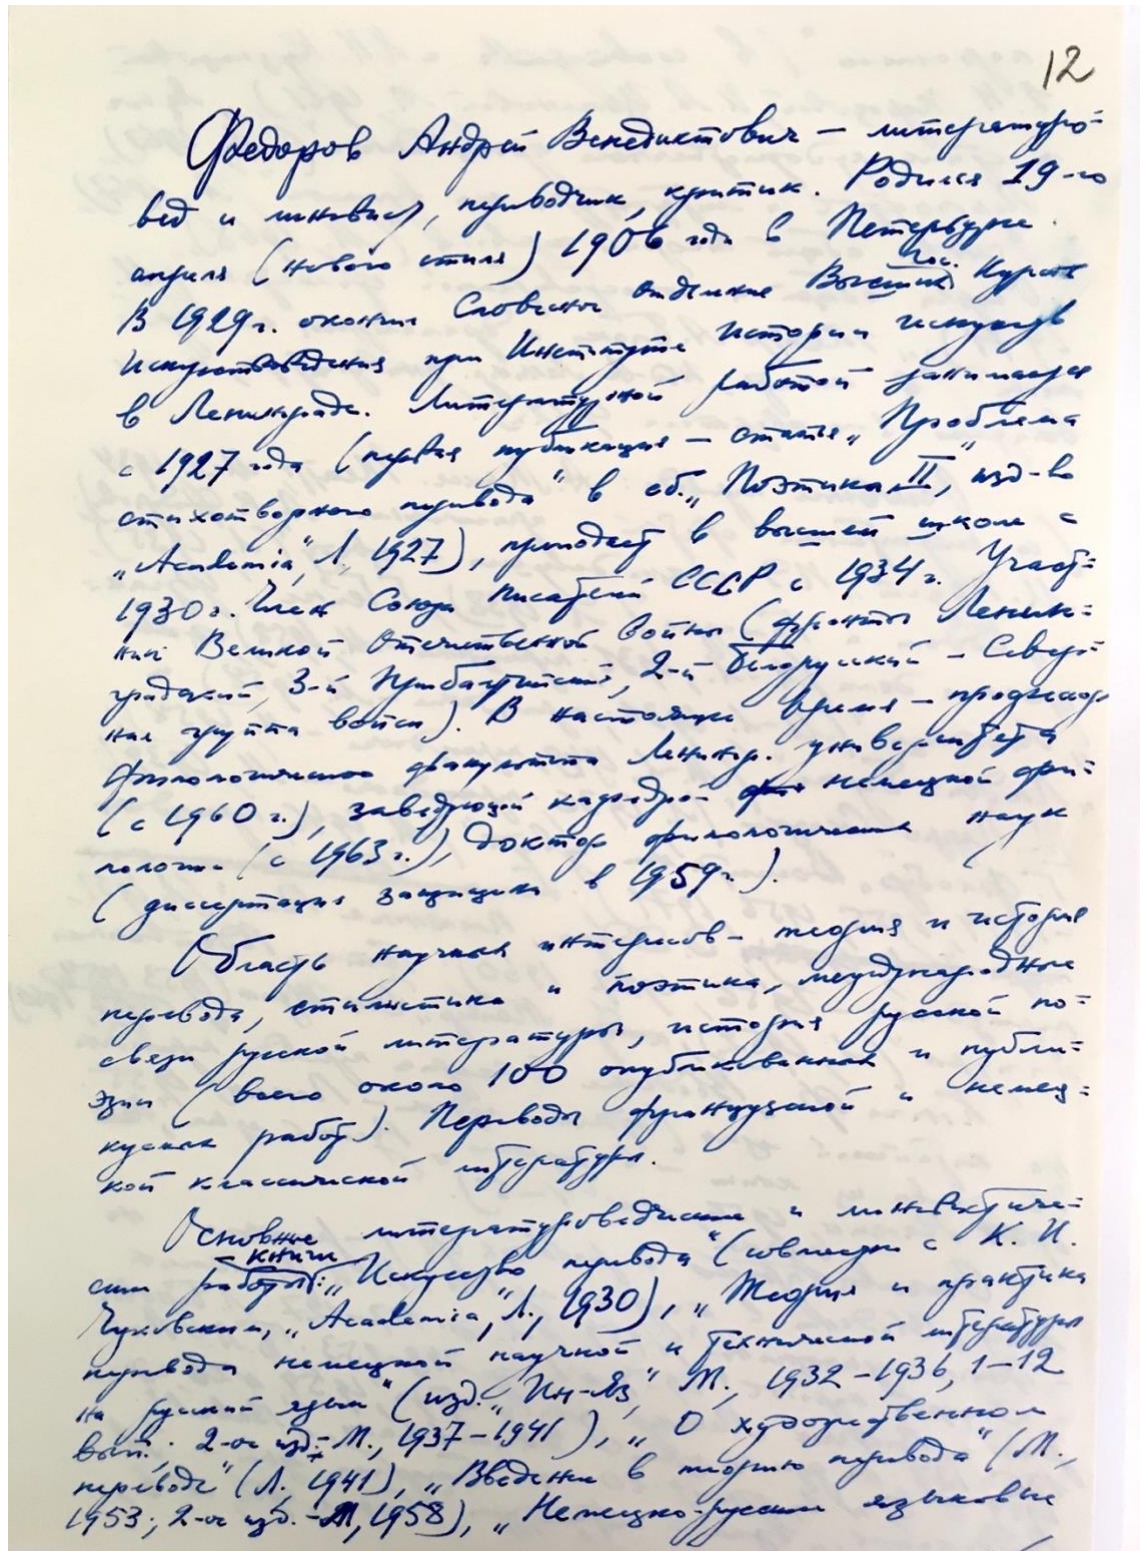 12
Федоров Андрей Венедиктович — литературо-
вед и лингвист, переводчик, критик. Родился 19-го
апреля (нового стиля) 1906 года в Петербурге.
В 1929 г. окончил Словесное отделение Высших Гос. Курсов
Искусствоведения при Институте истории искусств
в Ленинграде. Литературной работой занимается
с 1927 года (первая публикация — статья „Проблема
стихотворного перевода" в сб. „Поэтика II", изд-во
„Academia", Л., 1927), преподает в высшей школе с
1930 г. Член Союза писателей СССР с 1934 г. Участ-
ник Великой Отечественной войны (фронты Ленин-
градский, 3-й Прибалтийский, 2-й Белорусский — Север-
ная группа войск). В настоящее время — профессор
филологического факультета Ленингр. университета
(с 1960 г.), заведующий кафедрой немецкой фи-
лологии (с 1963 г.), доктор филологических наук
(диссертация защищена в 1959 г.).
Область научных интересов — теория и история
перевода, стилистика и поэтика, международные
связи русской литературы, история русской по-
эзии (всего около 100 опубликованных и публи-
куемых работ). Переводы французской и немец-
кой классической литературы.
Основные литературоведческие и лингвистиче-
книги
ские работы: „Искусство перевода" (совместно с К. И.
Чуковским, „Academia", Л., 1930), „Теория и практика
перевода немецкой научной и технической литературы
на русский язык" (изд. „Ин-Яз", М., 1932–1936, 1–12
вып.; 2-ое изд. – М., 1937–1941), „О художественном
переводе" (Л. 1941), „Введение в теорию перевода" (М.,
1953; 2-ое изд. – М, 1958), „Немецко-русские языковые